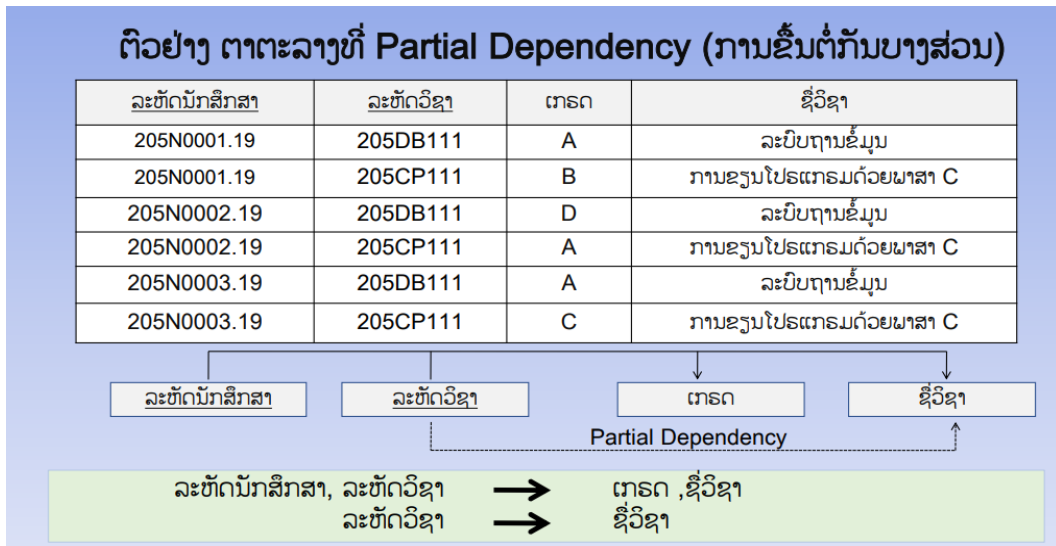 ຕົວຢ່າງ ຕາຕະລາງທີ່ Partial Dependency (ການຂື້ນຕໍ່ກັນບາງສ່ວນ)
ລະຫັດນັກສຶກສາ ລະຫັດວິຊາ ເກຣດ ຊື່ວິຊາ
205N0001.19 205DB111 A ລະບົບຖານຂໍ້ມູນ
205N0001.19 205CP111 B ການຂຽນໂປຣແກຣມດ້ວຍພາສາ C
205N0002.19 205DB111 D ລະບົບຖານຂໍ້ມູນ
205N0002.19 205CP111 A ການຂຽນໂປຣແກຣມດ້ວຍພາສາ C
205N0003.19 205DB111 A ລະບົບຖານຂໍ້ມູນ
205N0003.19 205CP111 C ການຂຽນໂປຣແກຣມດ້ວຍພາສາ C
ລະຫັດນັກສຶກສາ ລະຫັດວິຊາ ເກຣດ ຊື່ວິຊາ
Partial Dependency
ລະຫັດນັກສຶກສາ, ລະຫັດວິຊາ → ເກຣດ ,ຊື່ວິຊາ
ລະຫັດວິຊາ → ຊື່ວິຊາ